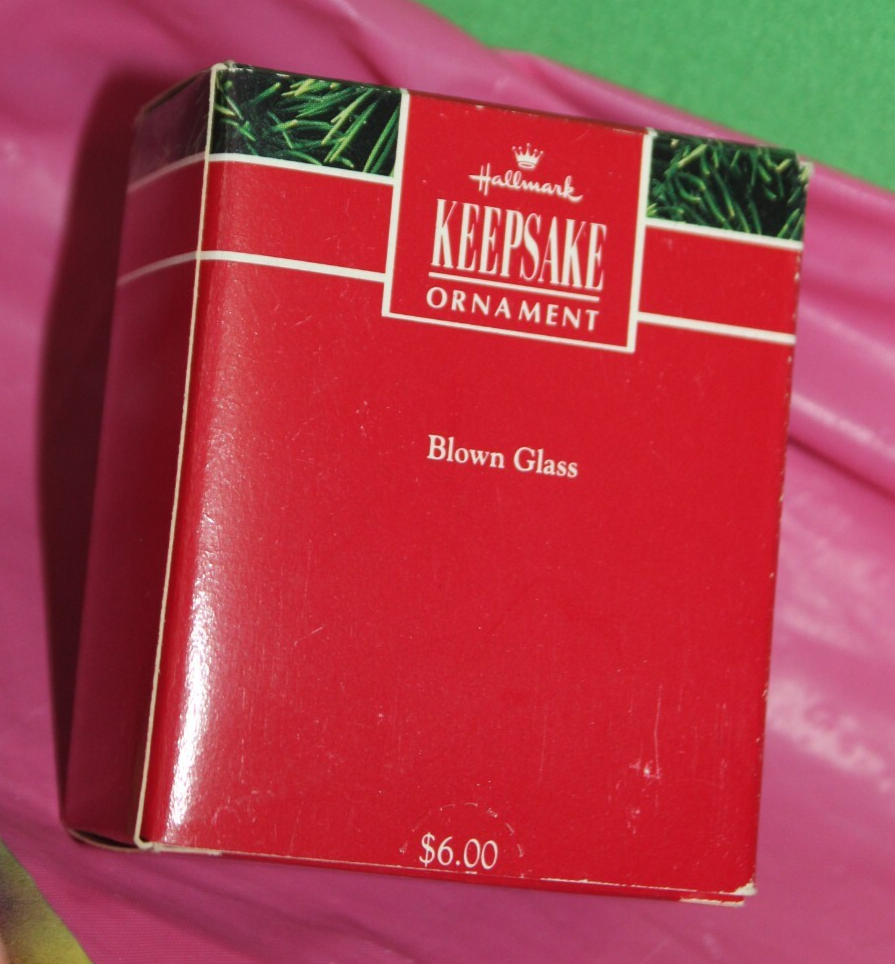 Hallmark
KEEPSAKE
ORNAMENT
Blown Glass
$6.00